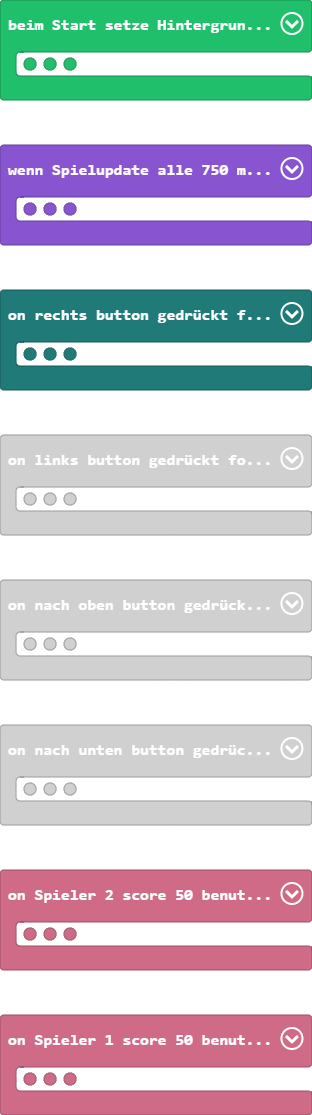 beim Start setze Hintergrun...
wenn Spielupdate alle 750 m...
on rechts button gedrückt f...
on links button gedrückt fo...
on nach oben button gedrück...
on nach unten button gedrüc...
on Spieler 2 score 50 benut...
on Spieler 1 score 50 benut...